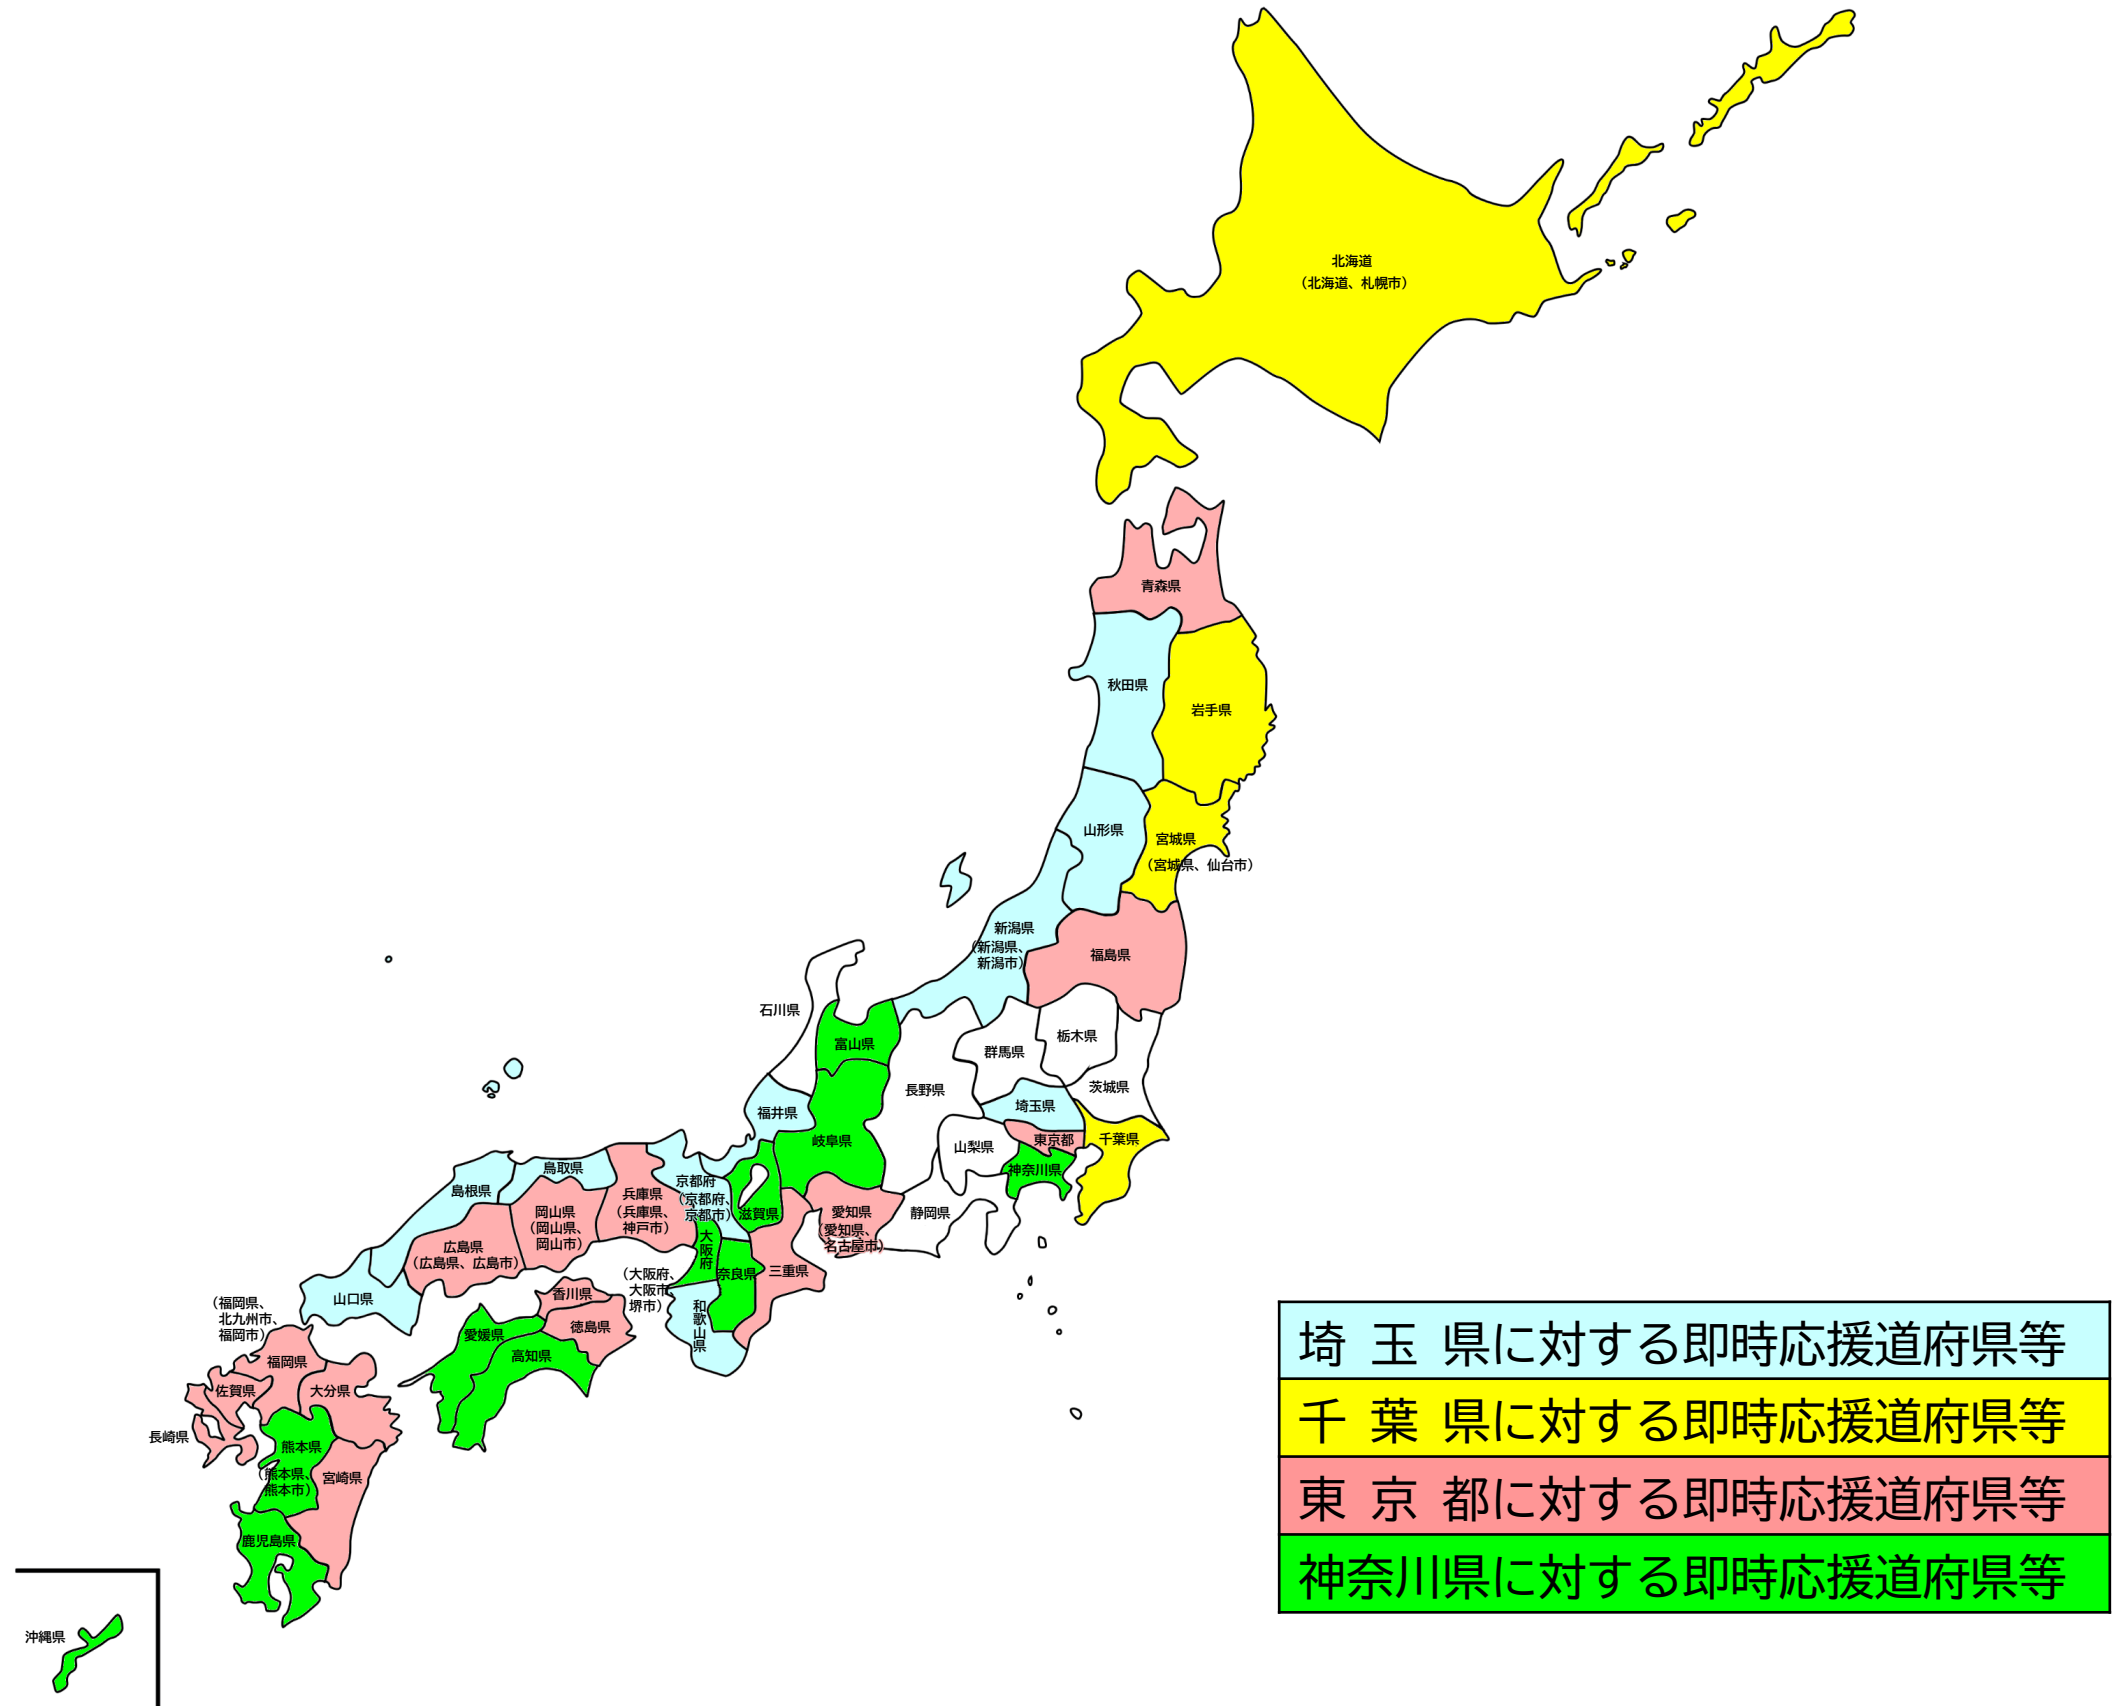 北海道
（北海道、札幌市）
青森県
秋田県
岩手県
山形県
宮城県
（宮城県、仙台市）
新潟県
（新潟県、
新潟市）
福島県
石川県
富山県
群馬県
栃木県
長野県
茨城県
福井県
埼玉県
岐阜県
山梨県
東京都
千葉県
神奈川県
鳥取県
島根県
京都府
（京都府、
京都市）
兵庫県
（兵庫県、
神戸市）
岡山県
（岡山県、
岡山市）
滋賀県
愛知県
（愛知県、
名古屋市）
静岡県
広島県
（広島県、広島市）
大阪府
（大阪府、
大阪市、
堺市）
奈良県
三重県
山口県
香川県
和歌山県
徳島県
愛媛県
高知県
（福岡県、
北九州市、
福岡市）
福岡県
佐賀県
大分県
長崎県
熊本県
（熊本県、
熊本市）
宮崎県
鹿児島県
沖縄県
埼 玉 県に対する即時応援道府県等
千 葉 県に対する即時応援道府県等
東 京 都に対する即時応援道府県等
神奈川県に対する即時応援道府県等